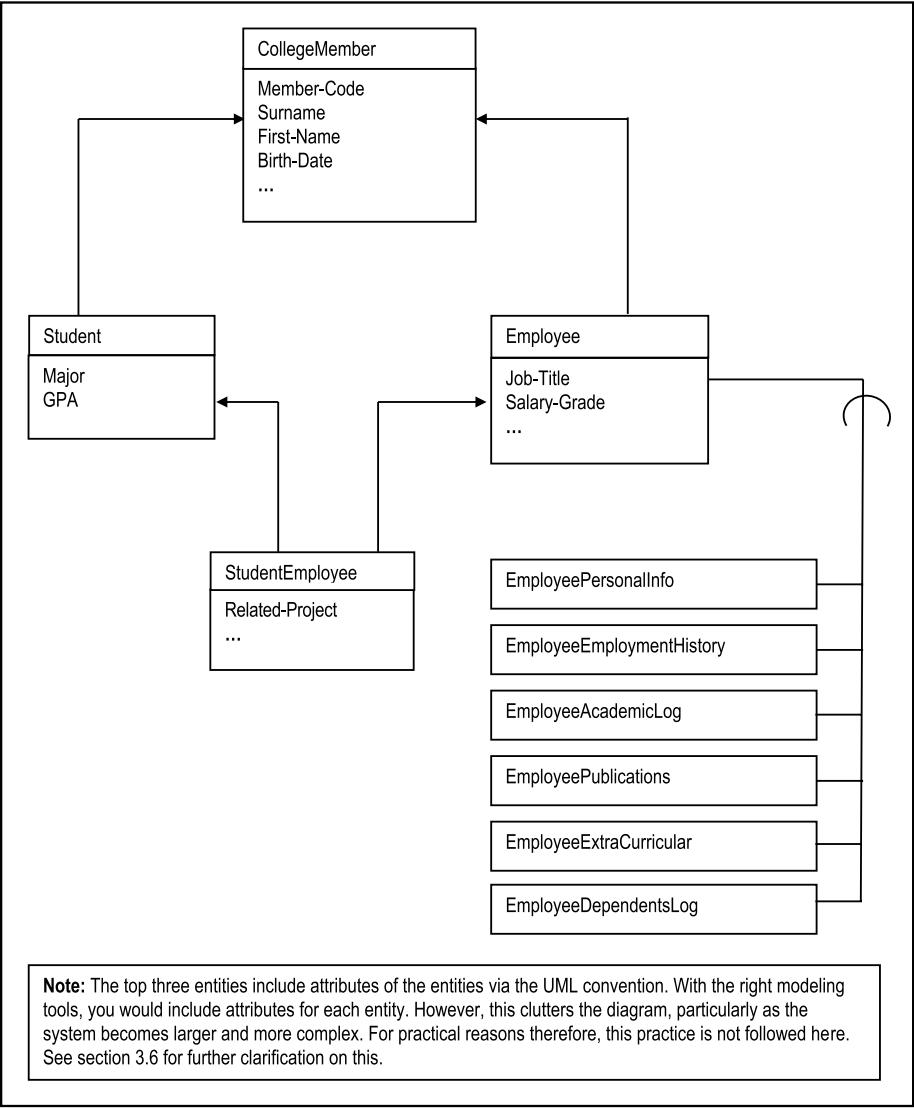 CollegeMember
Member-Code
Surname
First-Name
Birth-Date
...
Student
Major
GPA
Employee
Job-Title
Salary-Grade
...
StudentEmployee
Related-Project
...
EmployeePersonalInfo
EmployeeEmploymentHistory
EmployeeAcademicLog
EmployeePublications
EmployeeExtraCurricular
EmployeeDependentsLog
Note: The top three entities include attributes of the entities via the UML convention. With the right modeling
tools, you would include attributes for each entity. However, this clutters the diagram, particularly as the
system becomes larger and more complex. For practical reasons therefore, this practice is not followed here.
See section 3.6 for further clarification on this.